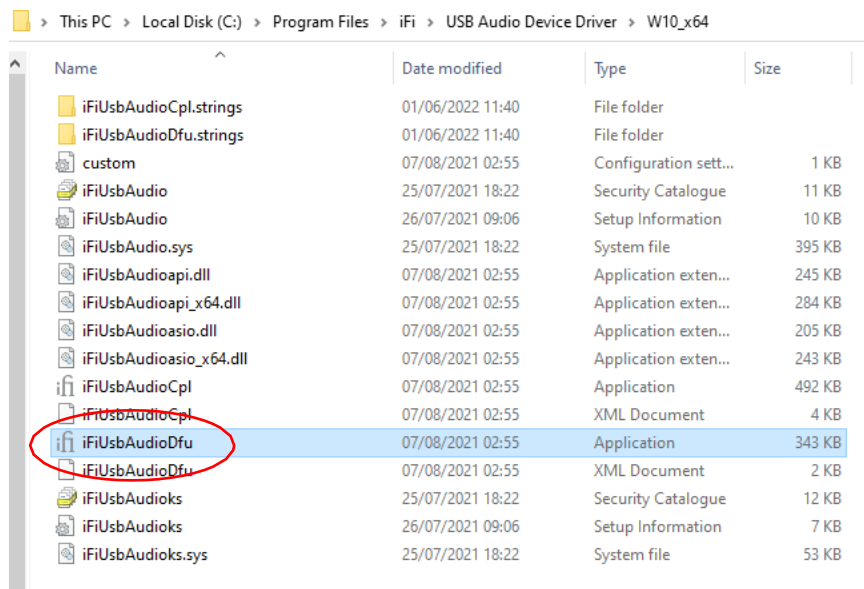 This PC > Local Disk (C:) > Program Files > iFi > USB Audio Device Driver > W10_x64
Name Date modified Type Size
iFiUsbAudioCpl.strings 01/06/2022 11:40 File folder
iFiUsbAudioDfu.strings 01/06/2022 11:40 File folder
custom 07/08/2021 02:55 Configuration sett... 1 KB
iFiUsbAudio 25/07/2021 18:22 Security Catalogue 11 KB
iFiUsbAudio 26/07/2021 09:06 Setup Information 10 KB
iFiUsbAudio.sys 25/07/2021 18:22 System file 395 KB
iFiUsbAudioapi.dll 07/08/2021 02:55 Application exten... 245 KB
iFiUsbAudioapi_x64.dll 07/08/2021 02:55 Application exten... 284 KB
iFiUsbAudioasio.dll 07/08/2021 02:55 Application exten... 205 KB
iFiUsbAudioasio_x64.dll 07/08/2021 02:55 Application exten... 243 KB
ifi iFiUsbAudioCpl 07/08/2021 02:55 Application 492 KB
iFiUsbAudioCpl 07/08/2021 02:55 XML Document 4 KB
ifi iFiUsbAudioDfu 07/08/2021 02:55 Application 343 KB
iFiUsbAudioDfu 07/08/2021 02:55 XML Document 2 KB
iFiUsbAudioks 25/07/2021 18:22 Security Catalogue 12 KB
iFiUsbAudioks 26/07/2021 09:06 Setup Information 7 KB
iFiUsbAudioks.sys 25/07/2021 18:22 System file 53 KB